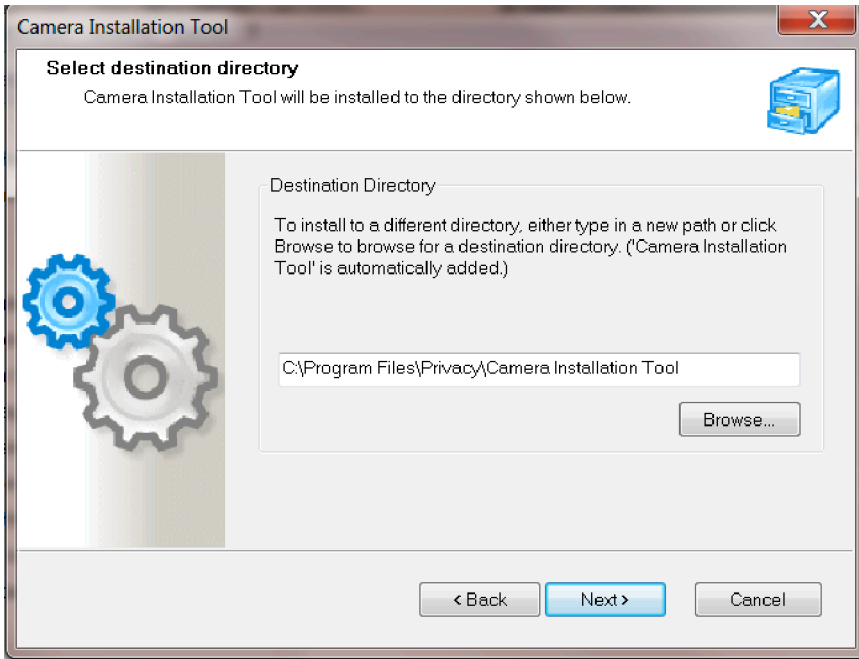 Camera Installation Tool
Select destination directory
Camera Installation Tool will be installed to the directory shown below.
Destination Directory
To install to a different directory, either type in a new path or click
Browse to browse for a destination directory. ('Camera Installation
Tool' is automatically added.)
C:\Program Files\Privacy\Camera Installation Tool
Browse...
< Back
Next >
Cancel